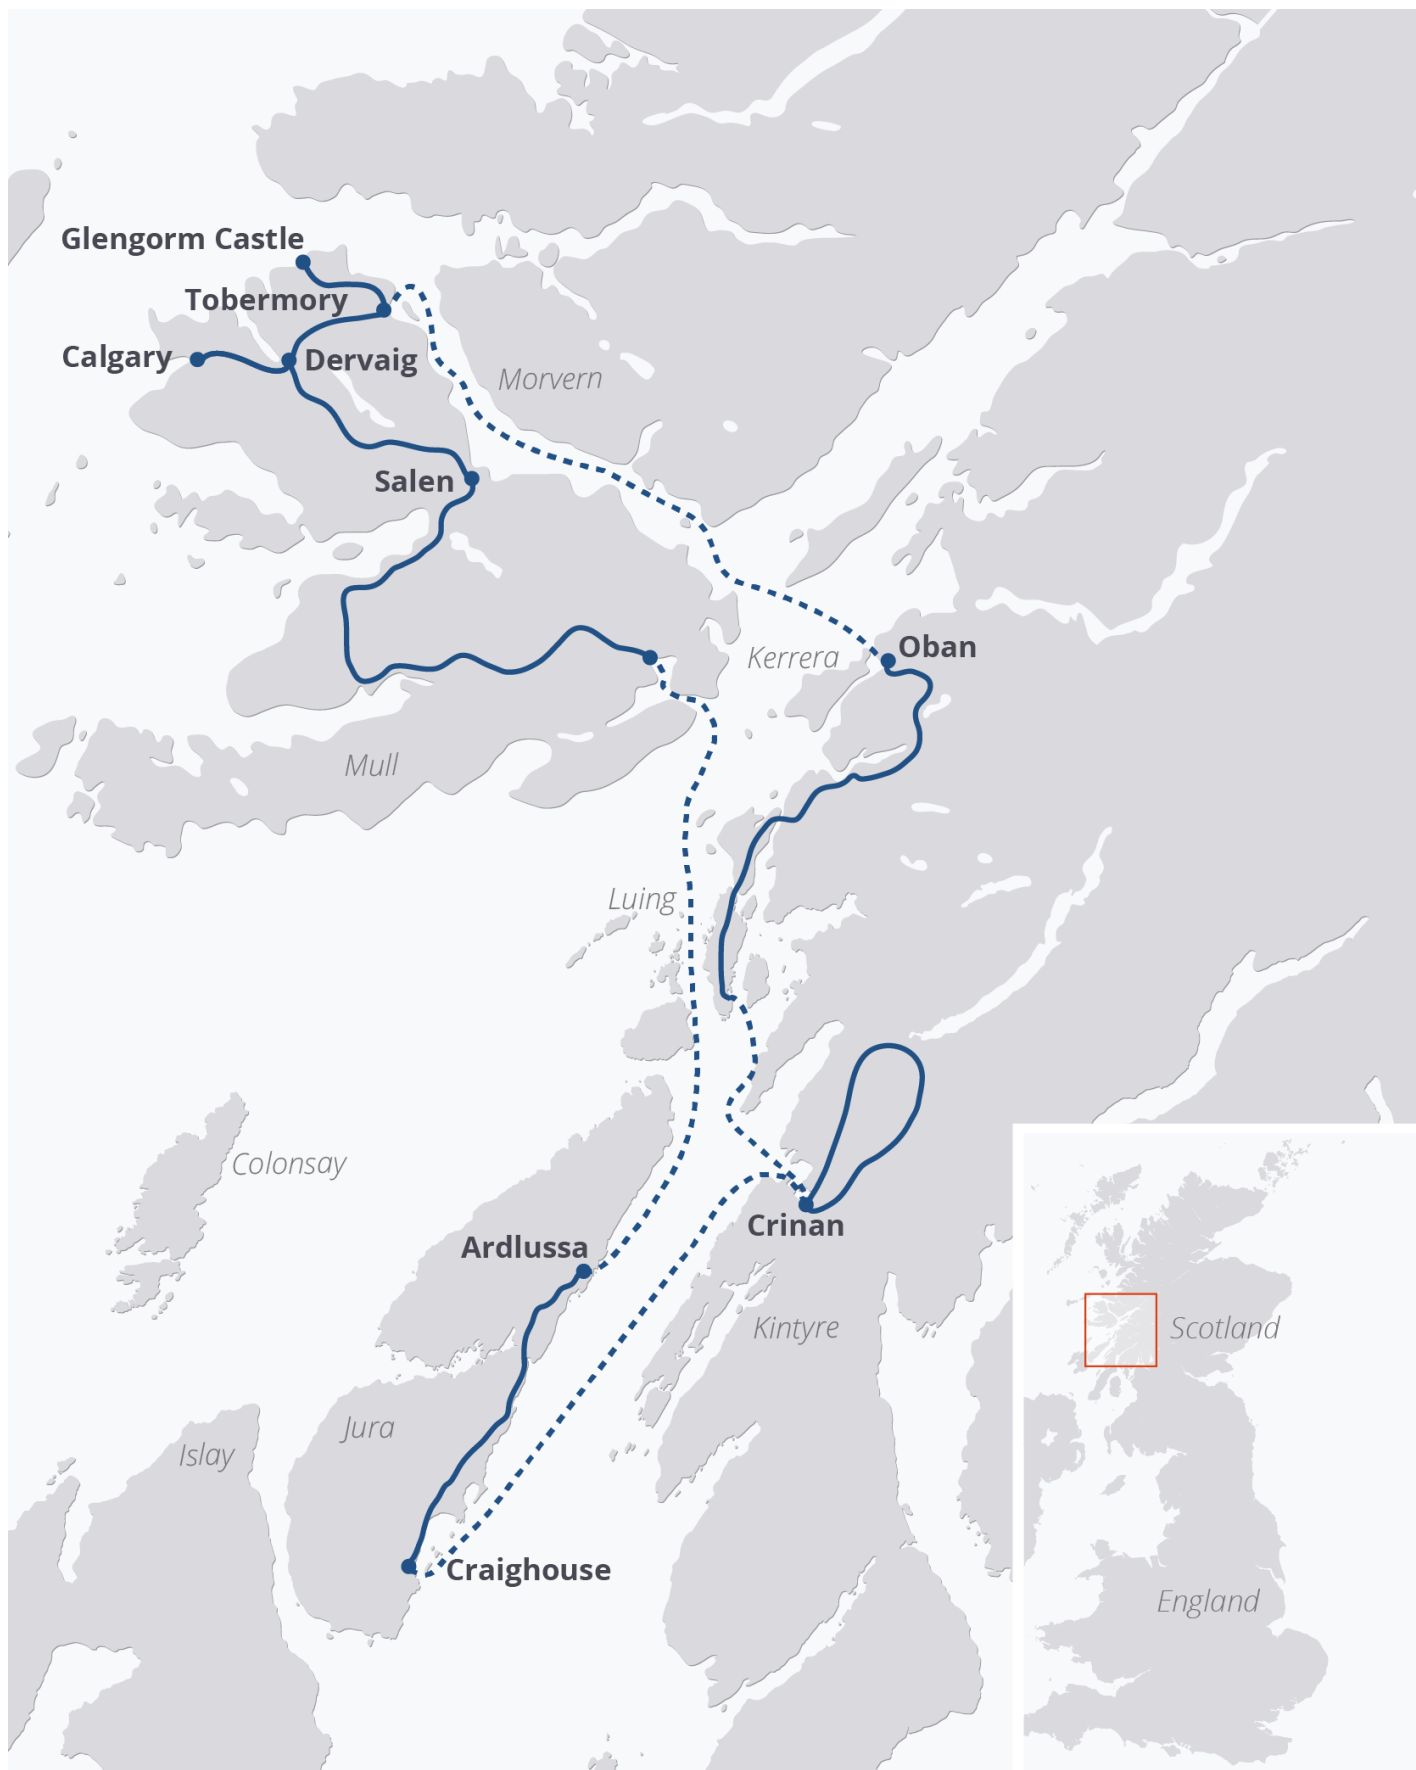 Glengorm Castle
Tobermory
Calgary
Dervaig
Morvern
Salen
Oban
Kerrera
Mull
Luing
Colonsay
Crinan
Ardlussa
Kintyre
Scotland
Jura
Islay
Craighouse
England